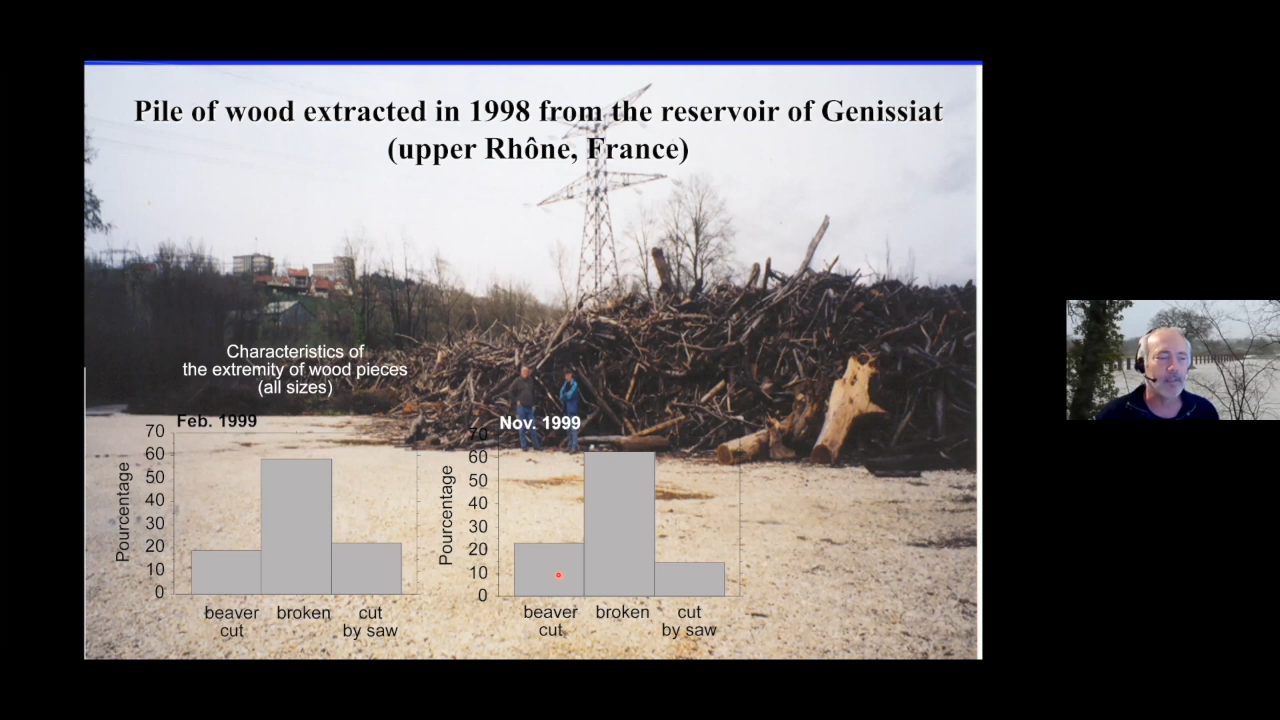 Pile of wood extracted in 1998 from the reservoir of Genissiat
(upper Rhône, France)
Characteristics of
the extremity of wood pieces
(all sizes)
Feb. 1999
70
60
50
40
30
20
10
0
Pourcentage
beaver
cut
broken
cut
by saw
Nov. 1999
70
60
50
40
30
20
10
0
Pourcentage
beaver
cut
broken
cut
by saw